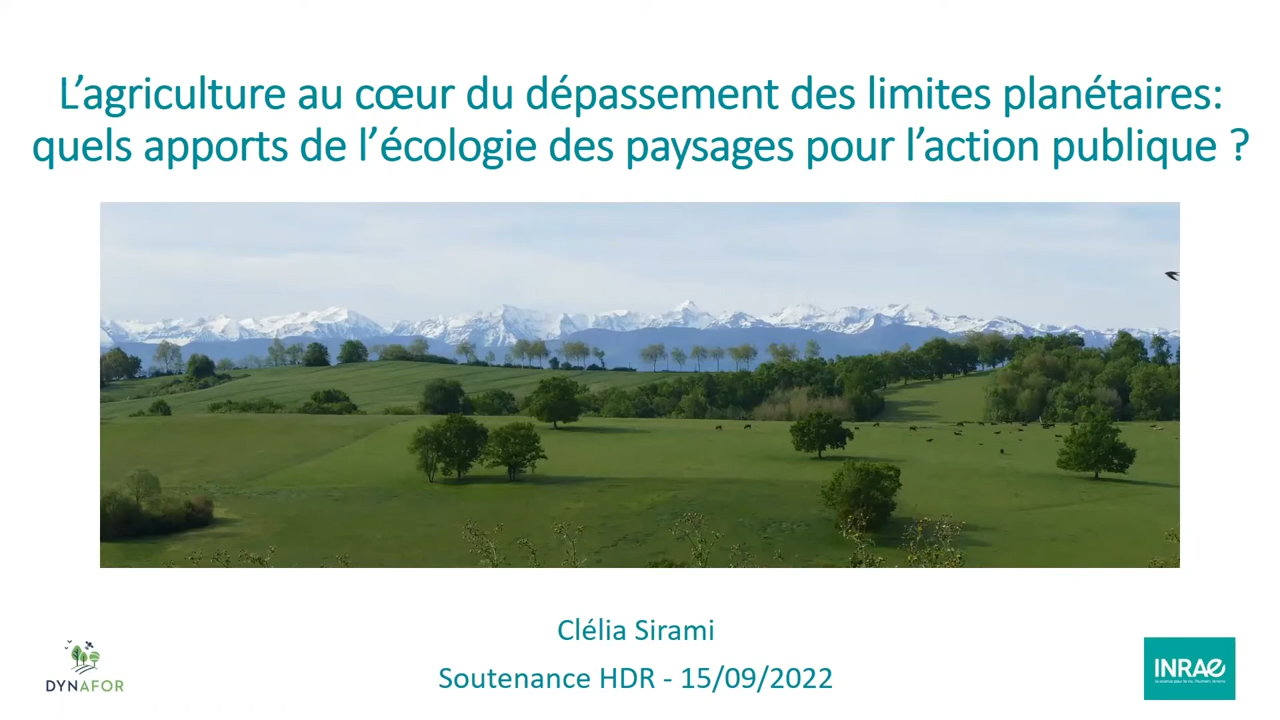 L’agriculture au cœur du dépassement des limites planétaires:
quels apports de l’écologie des paysages pour l’action publique ?
Clélia Sirami
Soutenance HDR - 15/09/2022
DYNAFOR
INRAE